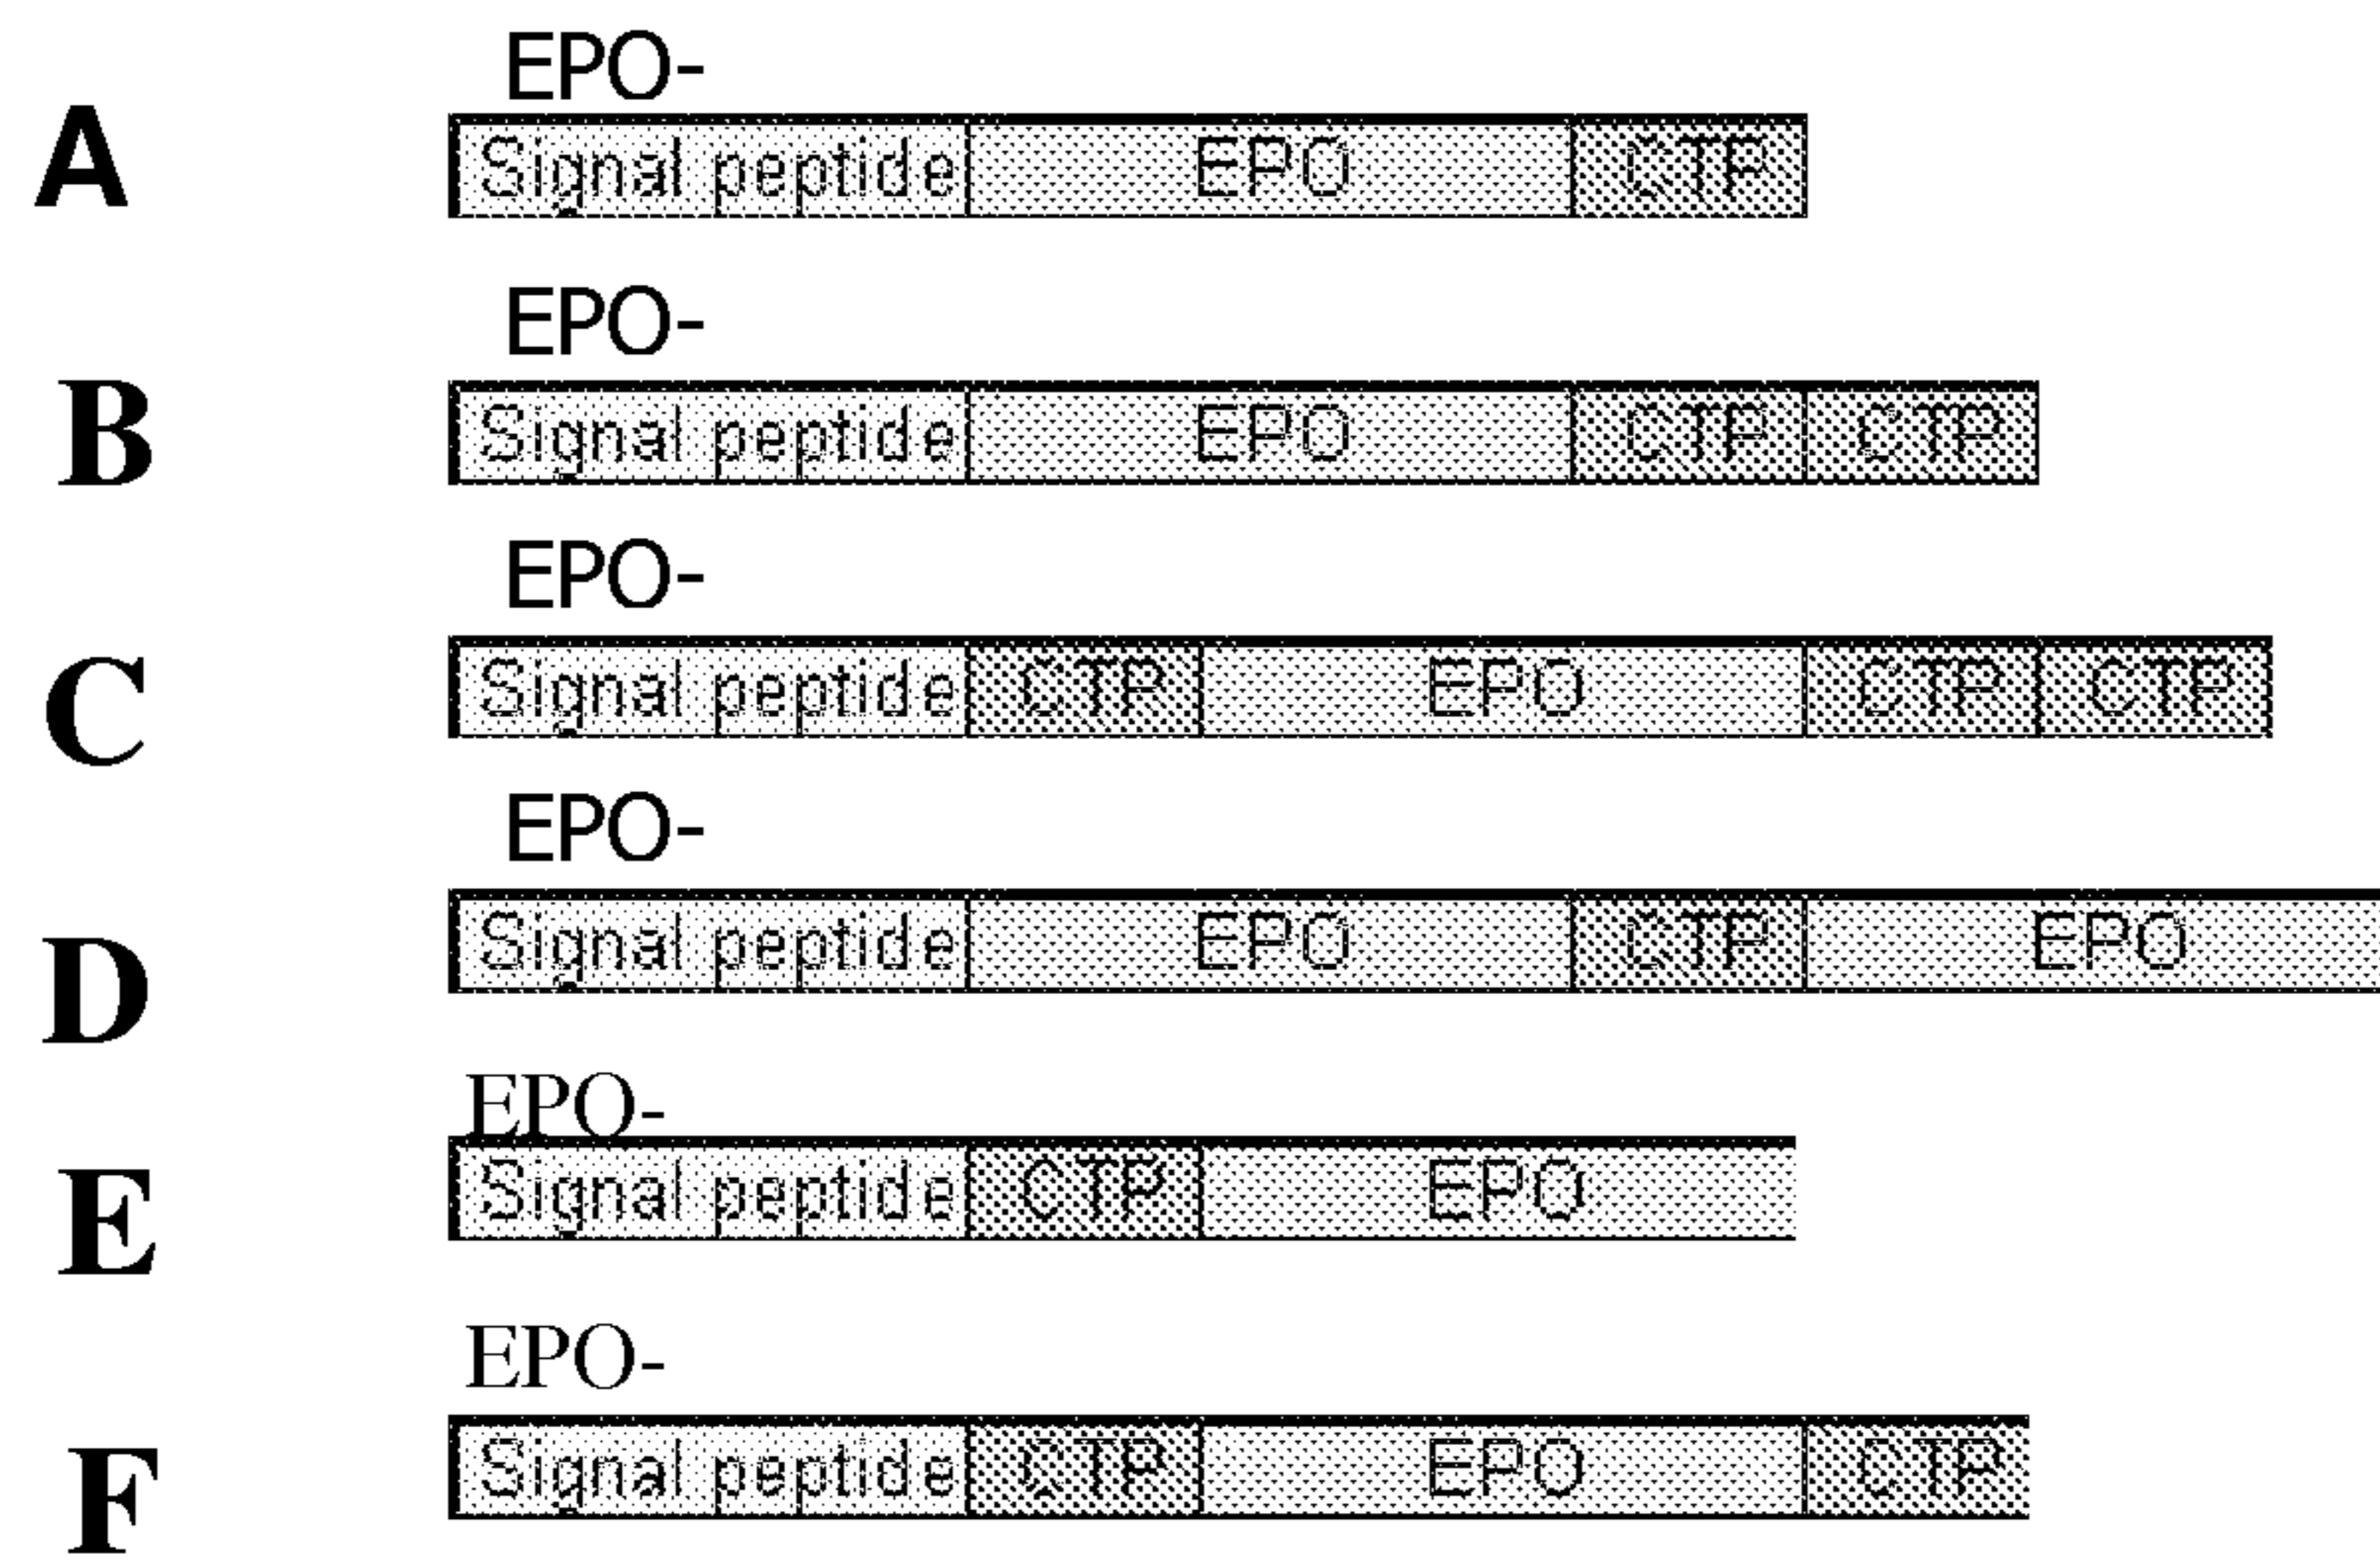 EPO-
A Signal peptide EPO CTP
EPO-
B Signal peptide EPO CTP CTP
EPO-
C Signal peptide CTP EPO CTP CTP
EPO-
D Signal peptide EPO CTP EPO
EPO-
E Signal peptide CTP EPO
EPO-
F Signal peptide CTP EPO CTP